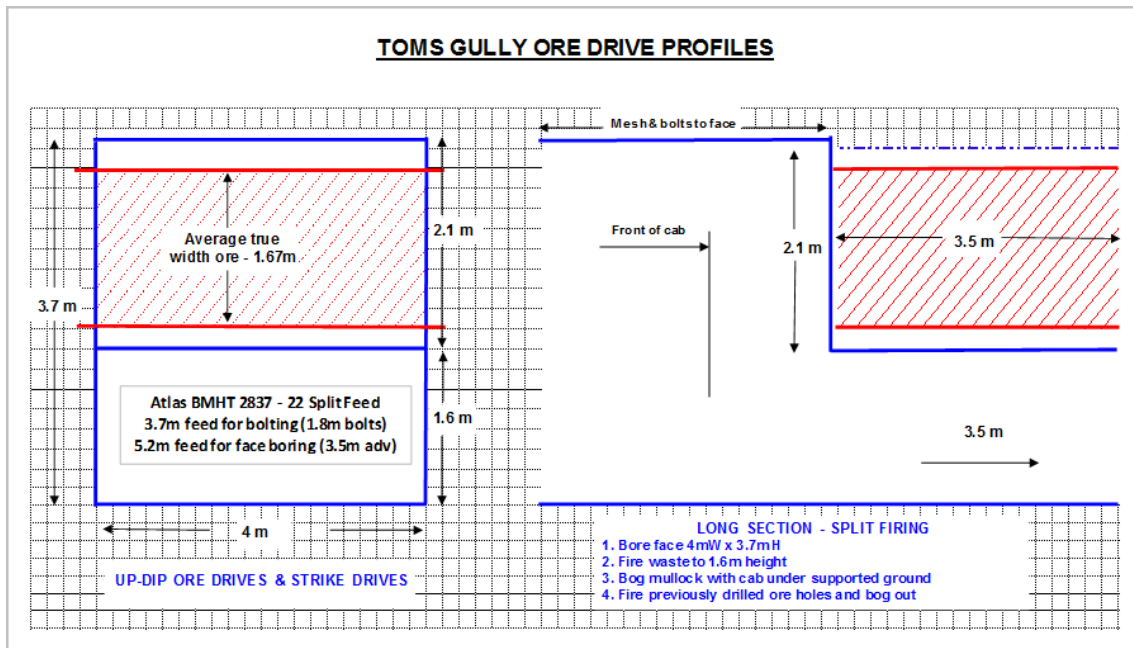 TOMS GULLY ORE DRIVE PROFILES
Mesh & bolts to face
Average true
width ore - 1.67m
2.1 m
3.7 m
Atlas BMHT 2837 - 22 Split Feed
3.7m feed for bolting (1.8m bolts)
5.2m feed for face boring (3.5m adv)
1.6 m
4 m
UP-DIP ORE DRIVES & STRIKE DRIVES
Front of cab
2.1 m
3.5 m
3.5 m
LONG SECTION - SPLIT FIRING
1. Bore face 4mW x 3.7mH
2. Fire waste to 1.6m height
3. Bog mullock with cab under supported ground
4. Fire previously drilled ore holes and bog out